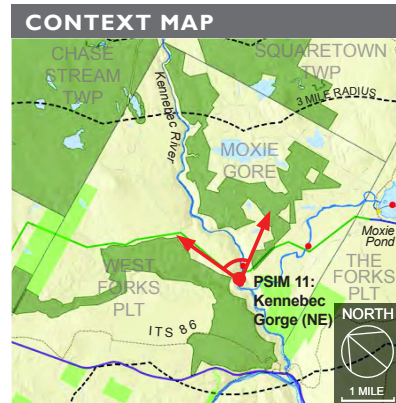 CONTEXT MAP
CHASE
STREAM
TWP
SQUARETOWN
TWP
3 MILE RADIUS
Kennebec River
MOXIE
GORE
Moxie
Pond
WEST
FORKS
PLT
PSIM 11:
Kennebec
Gorge (NE)
THE
FORKS
PLT
ITS 86
NORTH
1 MILE